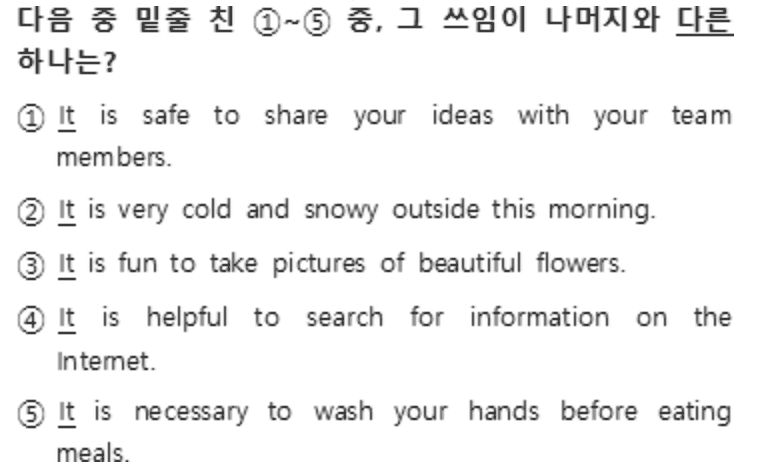 다음 중 밑줄 친 ①~⑤ 중, 그 쓰임이 나머지와 다른
하나는?
① It is safe to share your ideas with your team
members.
② It is very cold and snowy outside this morning.
③ It is fun to take pictures of beautiful flowers.
④ It is helpful to search for information on the
Internet.
⑤ It is necessary to wash your hands before eating
meals.